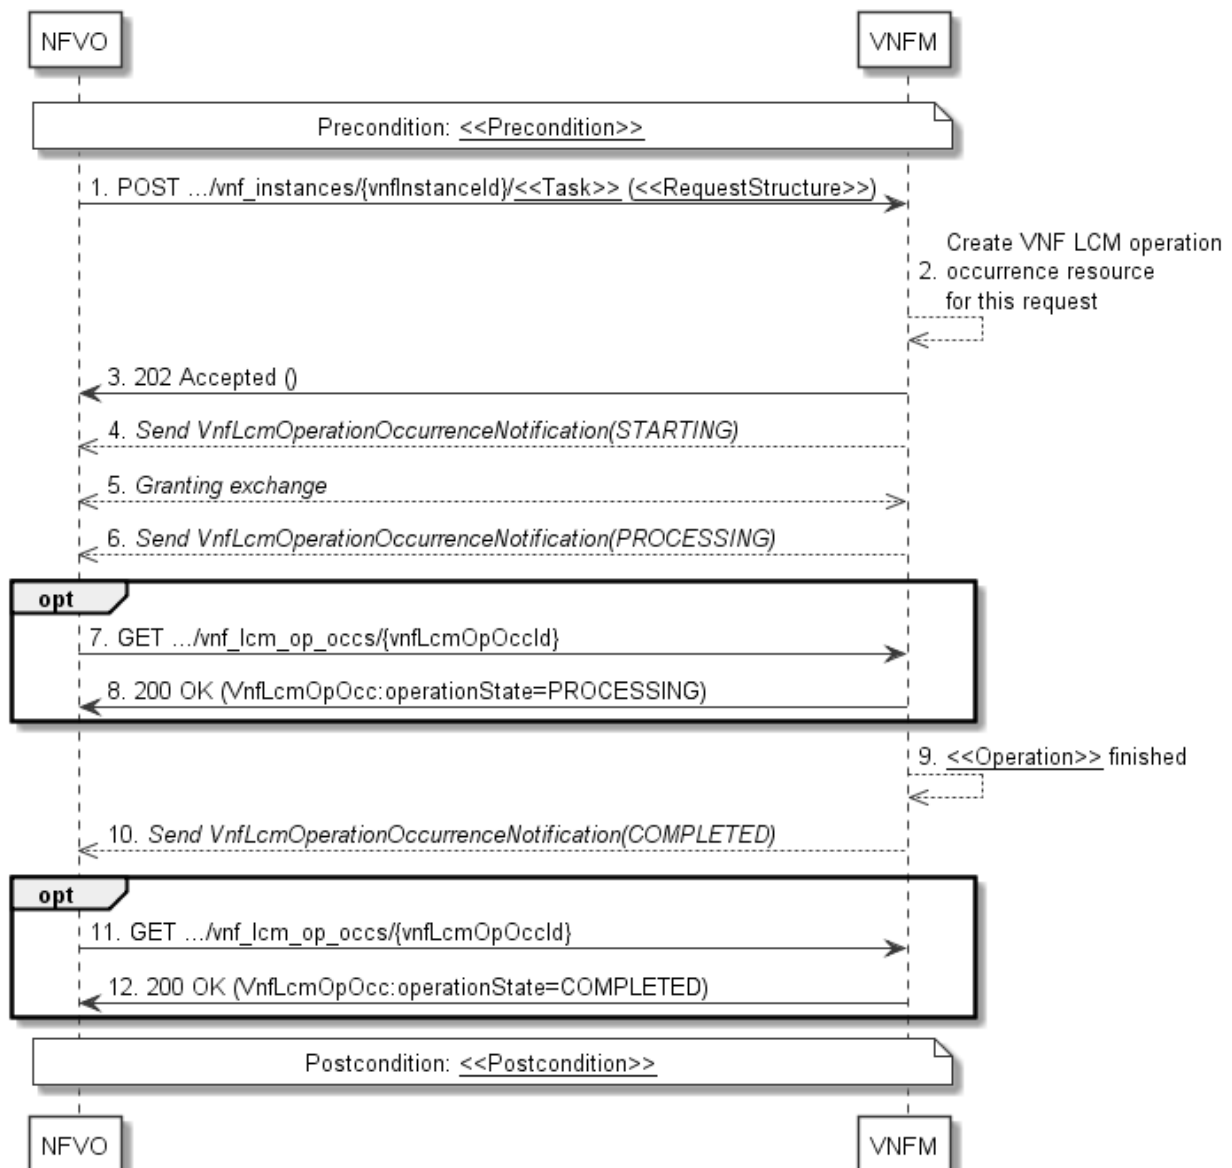 NFVO VNFM
Precondition: <<Precondition>>
1. POST .../vnf_instances/{vnfInstanceId}/<<Task>> (<<RequestStructure>>)
Create VNF LCM operation
2. occurrence resource
for this request
3. 202 Accepted ()
4. Send VnfLcmOperationOccurrenceNotification(STARTING)
5. Granting exchange
6. Send VnfLcmOperationOccurrenceNotification(PROCESSING)
opt
7. GET .../vnf_lcm_op_occs/{vnfLcmOpOccId}
8. 200 OK (VnfLcmOpOcc:operationState=PROCESSING)
9. <<Operation>> finished
10. Send VnfLcmOperationOccurrenceNotification(COMPLETED)
opt
11. GET .../vnf_lcm_op_occs/{vnfLcmOpOccId}
12. 200 OK (VnfLcmOpOcc:operationState=COMPLETED)
Postcondition: <<Postcondition>>
NFVO VNFM